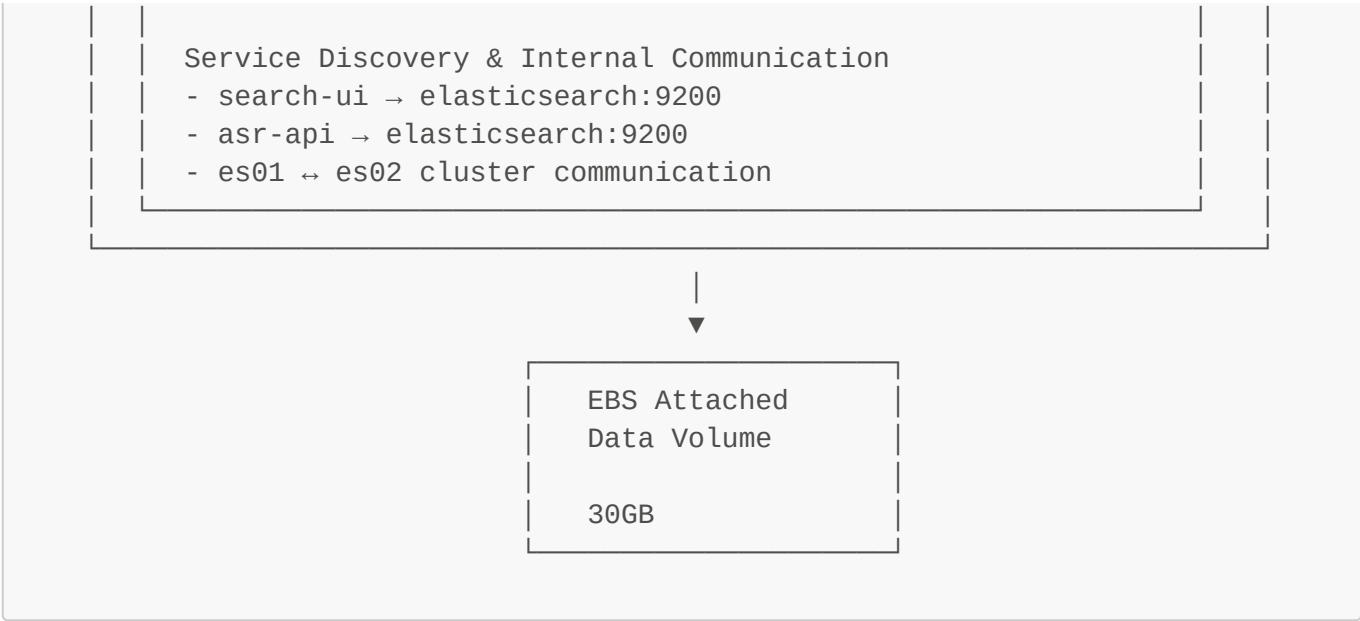 Service Discovery & Internal Communication
- search-ui → elasticsearch:9200
- asr-api → elasticsearch:9200
- es01 ↔ es02 cluster communication
EBS Attached
Data Volume
30GB